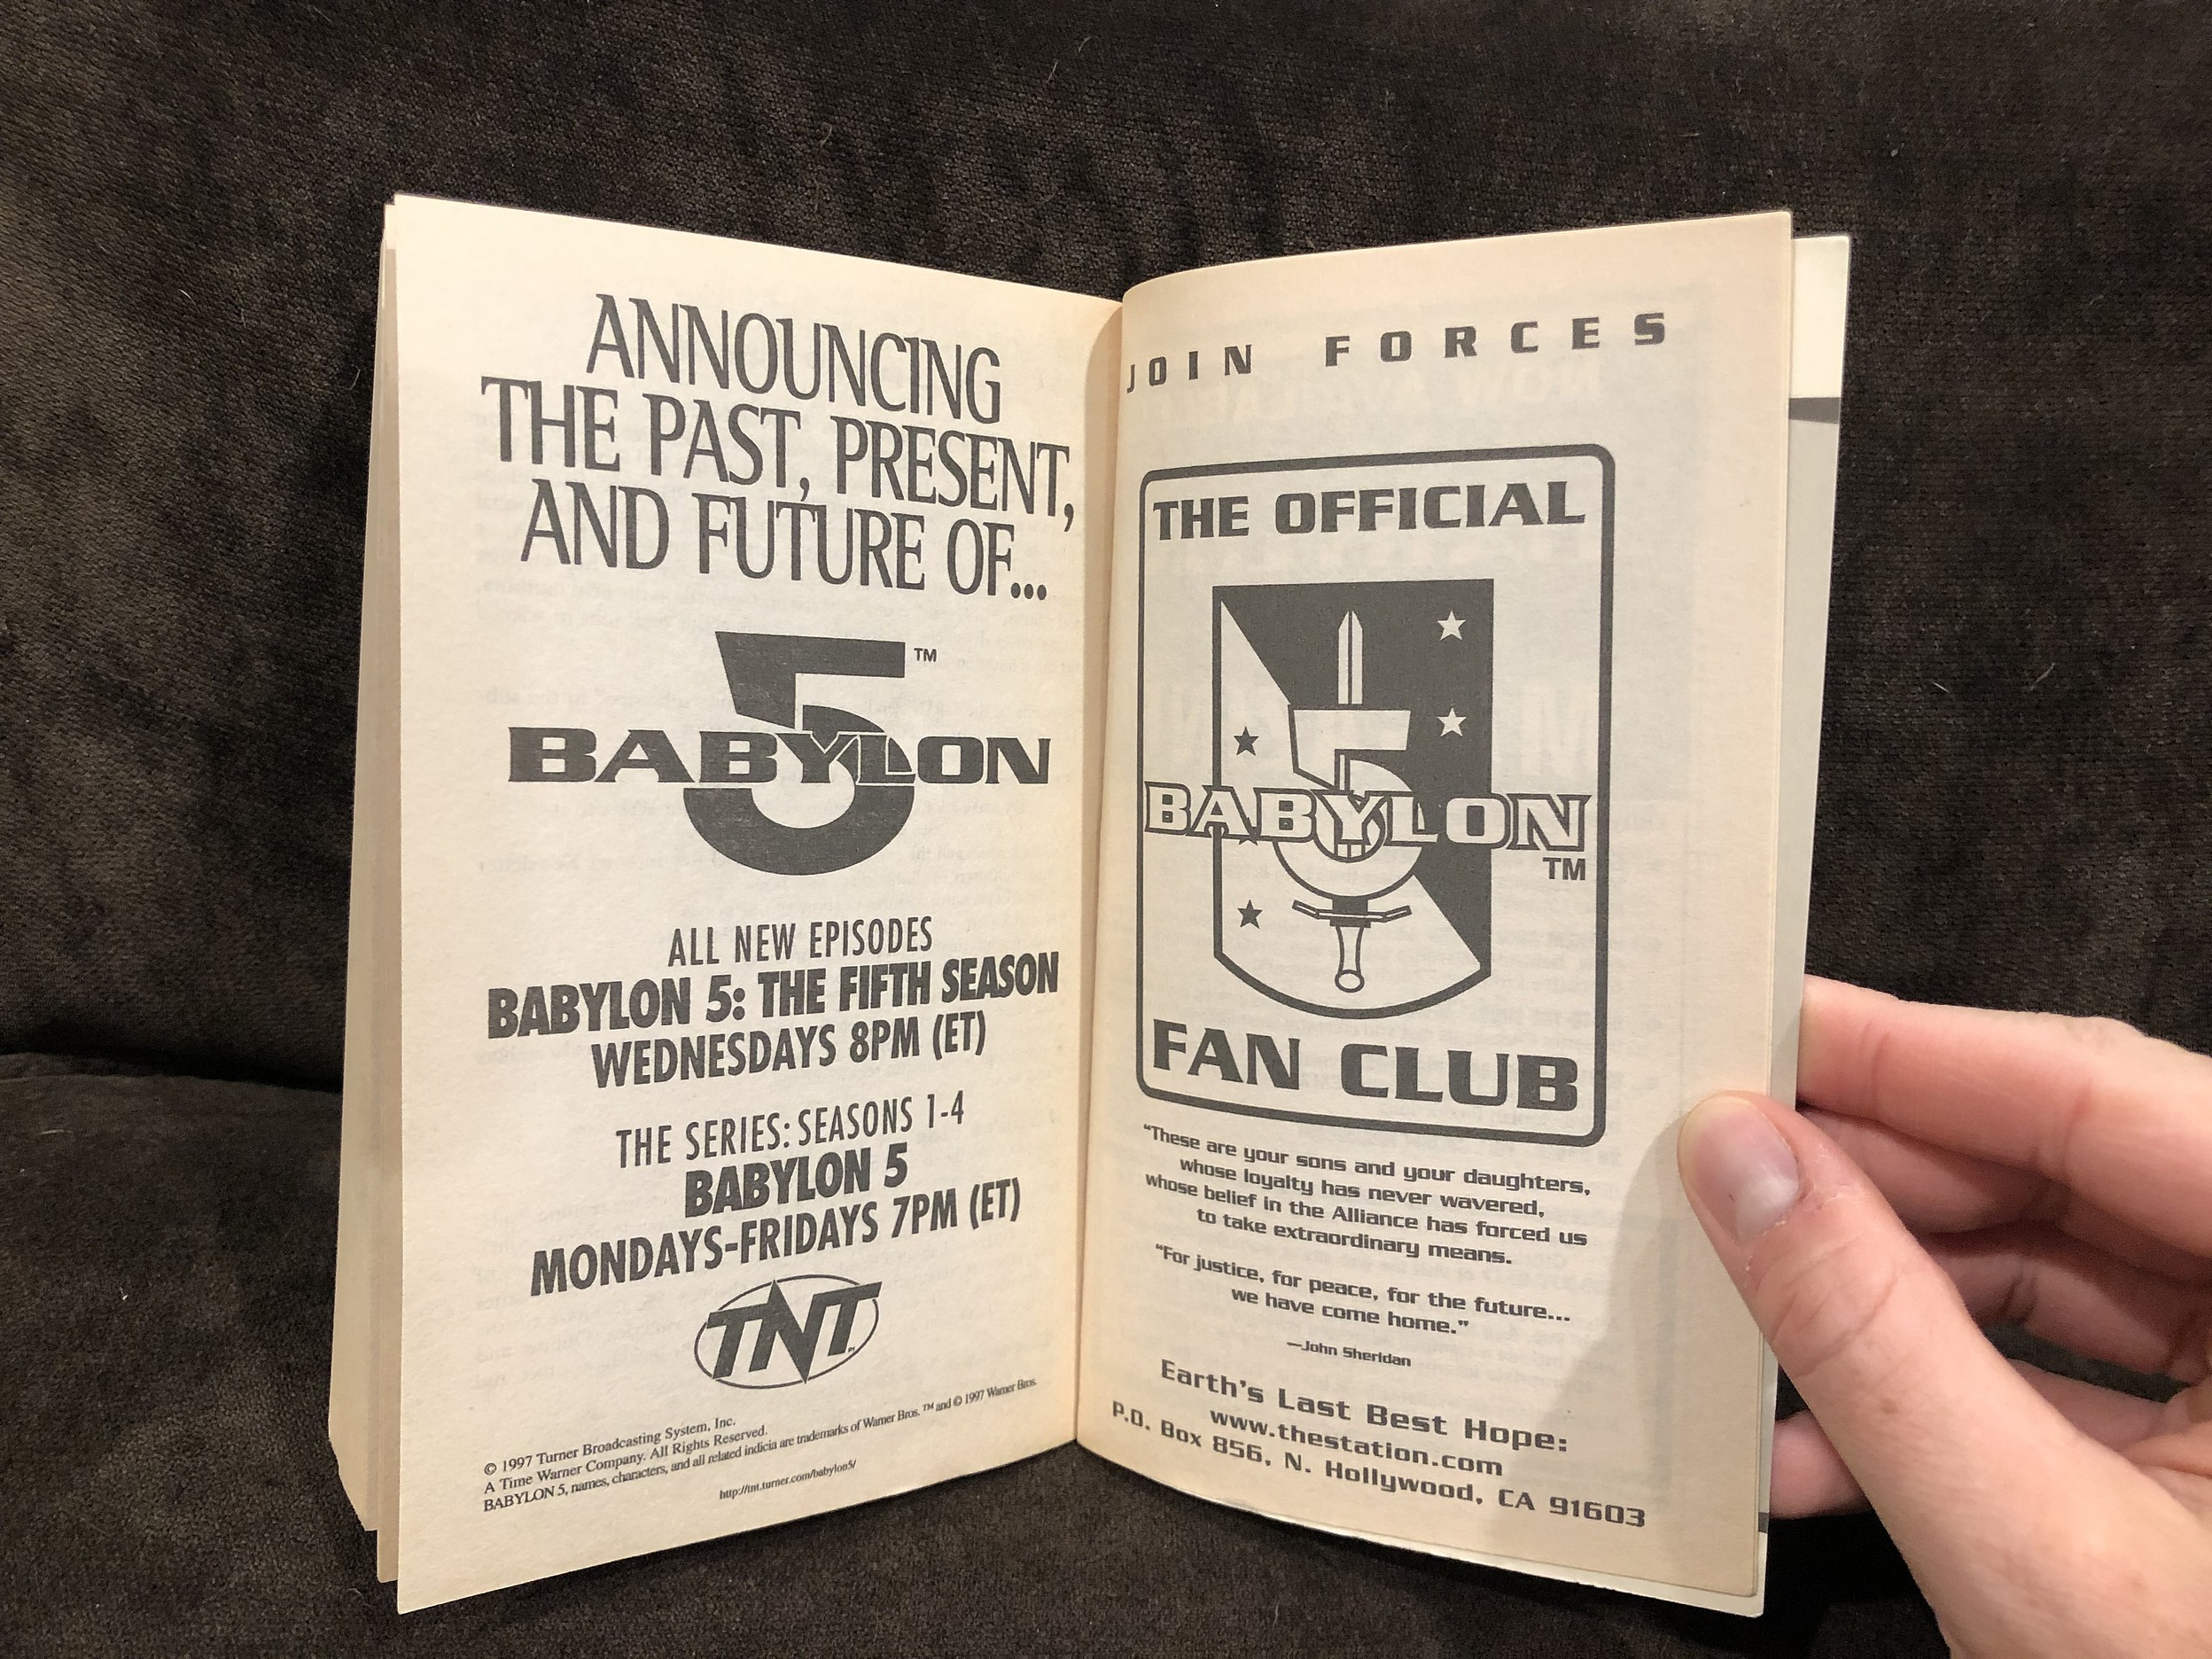 ANNOUNCING
THE PAST, PRESENT,
AND FUTURE OF...
5™
BABYLON
ALL NEW EPISODES
BABYLON 5: THE FIFTH SEASON
WEDNESDAYS 8PM (ET)
THE SERIES: SEASONS 1-4
BABYLON 5
MONDAYS-FRIDAYS 7PM (ET)
TNT
© 1997 Turner Broadcasting System, Inc.
A Time Warner Company. All Rights Reserved.
BABYLON 5, names, characters, and all related indicia are trademarks of Warner Bros. ™ and © 1997 Warner Bros.
http://tnt.turner.com/babylon5/
JOIN FORCES
THE OFFICIAL
5
BABYLON
™
FAN CLUB
"These are your sons and your daughters,
whose loyalty has never wavered,
whose belief in the Alliance has forced us
to take extraordinary means.
"For justice, for peace, for the future...
we have come home."
—John Sheridan
Earth's Last Best Hope:
www.thestation.com
P.O. Box 856, N. Hollywood, CA 91603